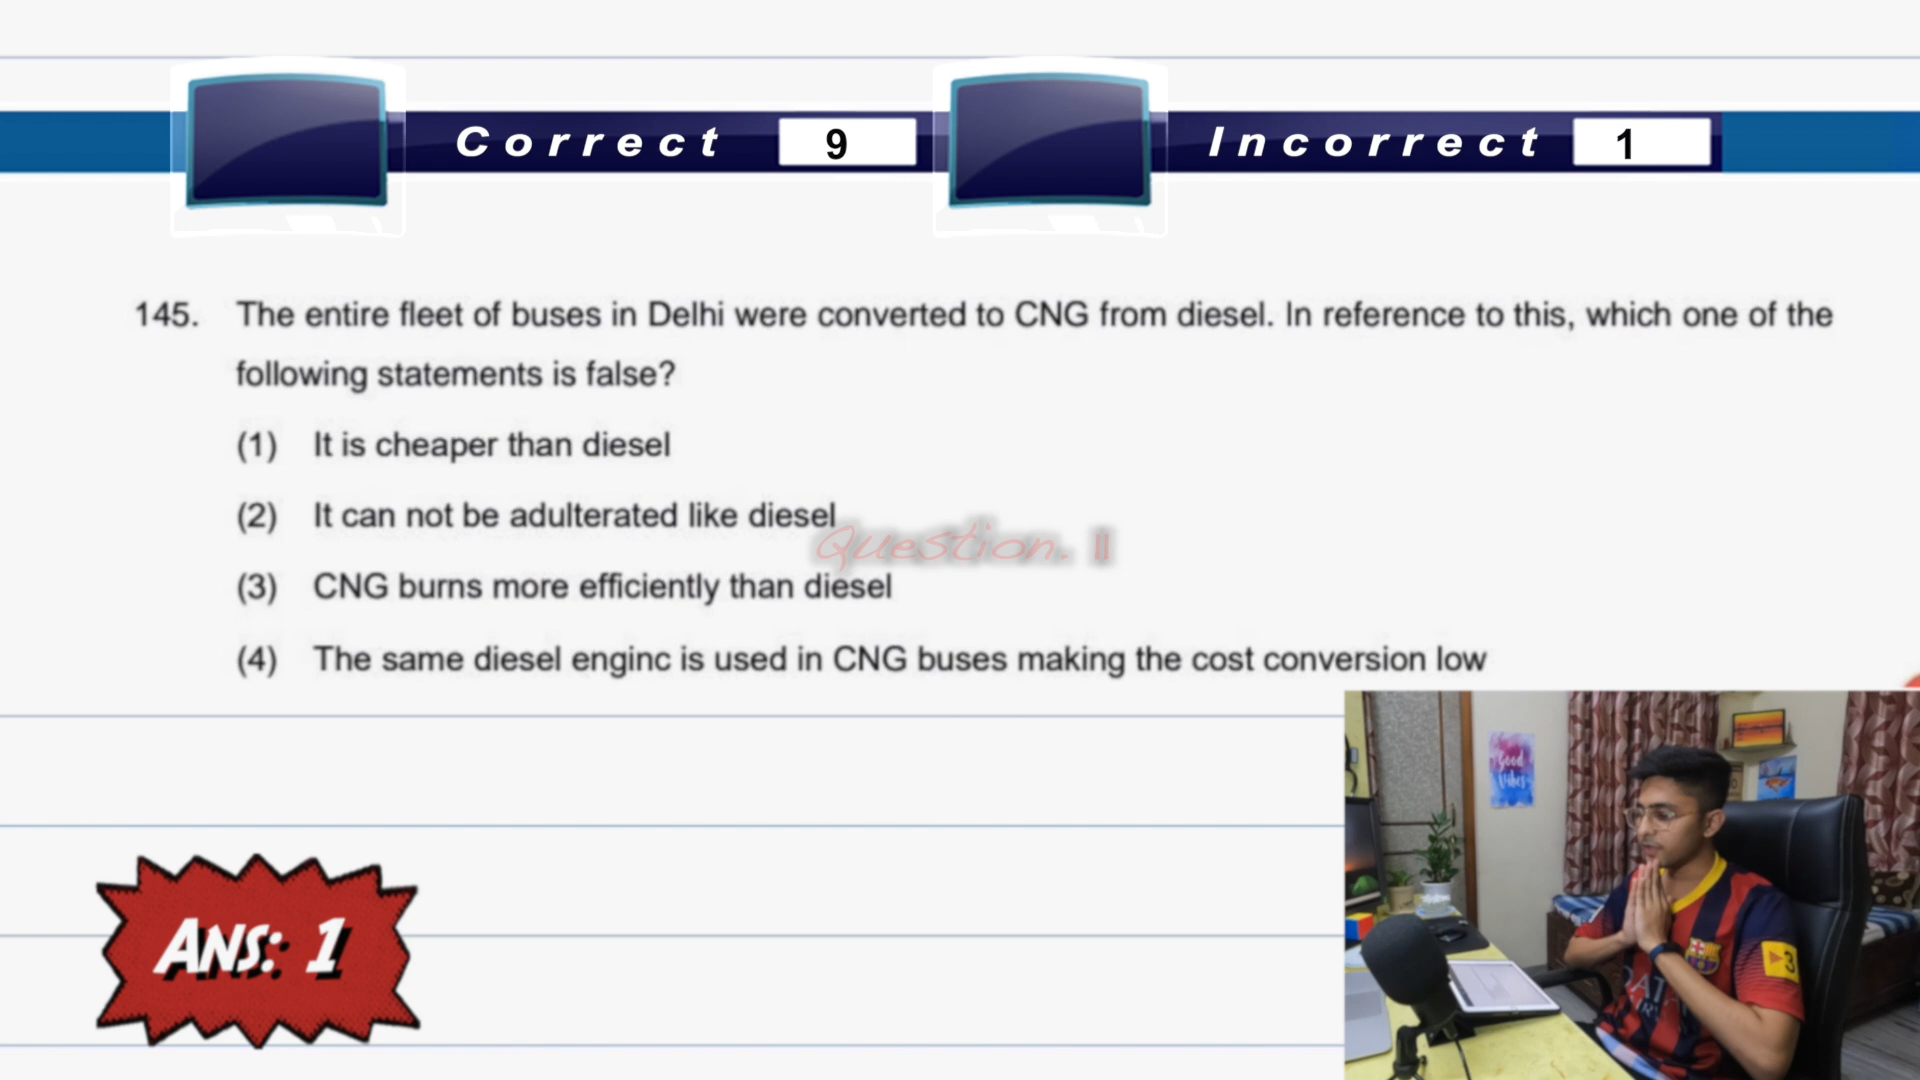 Correct 9 Incorrect 1
145. The entire fleet of buses in Delhi were converted to CNG from diesel. In reference to this, which one of the
following statements is false?
(1) It is cheaper than diesel
(2) It can not be adulterated like diesel
Question. 11
(3) CNG burns more efficiently than diesel
(4) The same diesel enginc is used in CNG buses making the cost conversion low
Good
Vibes
3
ANS: 1